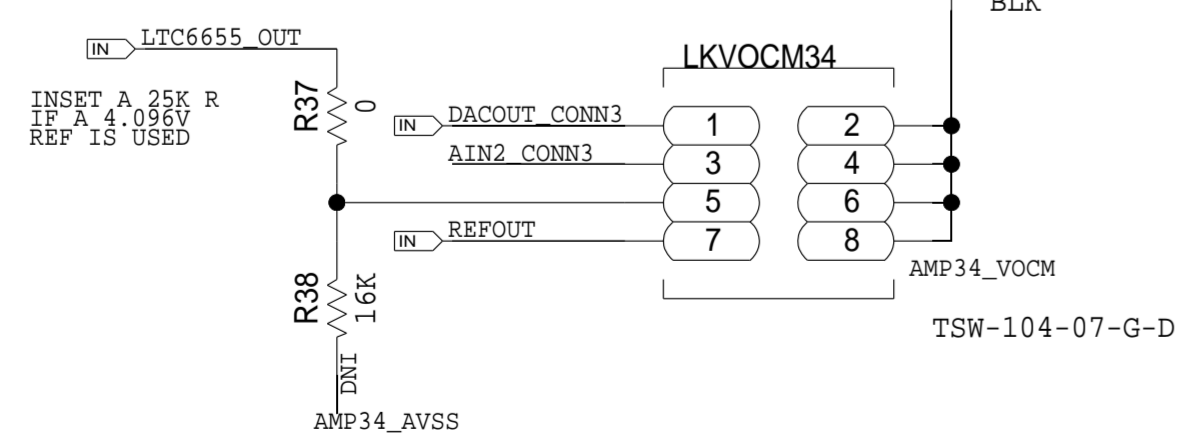 BLK
IN LTC6655_OUT
LKVOCM34
INSET A 25K R
IF A 4.096V
REF IS USED
R37
0
IN DACOUT_CONN3
1 2
AIN2_CONN3
3 4
5 6
IN REFOUT
7 8
AMP34_VOCM
R38
16K
DNI
TSW-104-07-G-D
AMP34_AVSS